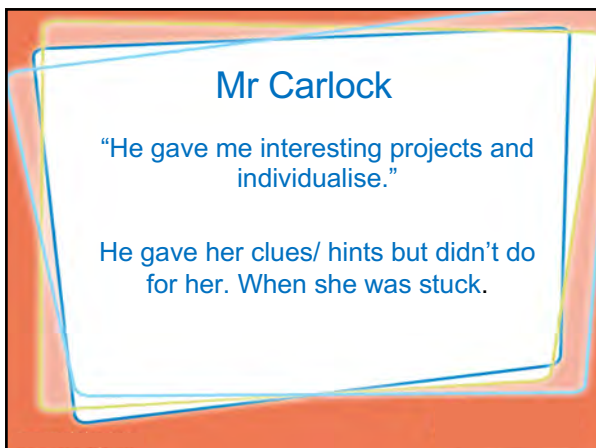 Mr Carlock
“He gave me interesting projects and
individualise.”
He gave her clues/ hints but didn’t do
for her. When she was stuck.